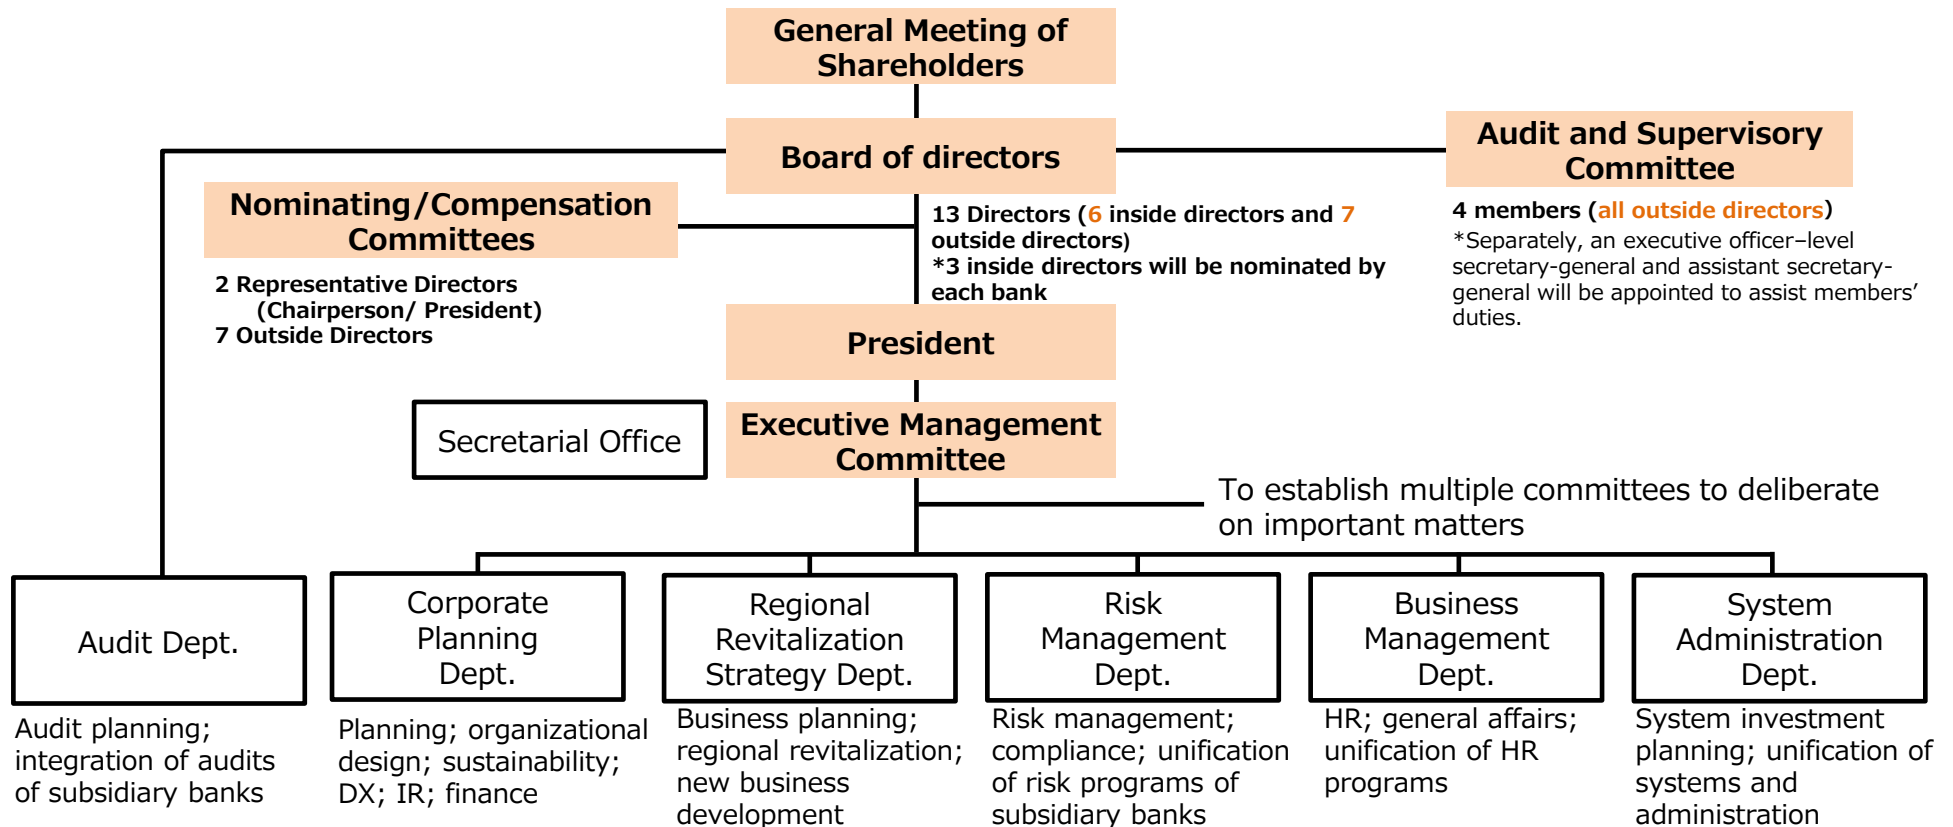 General Meeting of
Shareholders
Board of directors
Audit and Supervisory
Committee
Nominating/Compensation
Committees
13 Directors (6 inside directors and 7
outside directors)
*3 inside directors will be nominated by
each bank
4 members (all outside directors)
*Separately, an executive officer–level
secretary-general and assistant secretary-
general will be appointed to assist members’
duties.
2 Representative Directors
(Chairperson/ President)
7 Outside Directors
President
Secretarial Office
Executive Management
Committee
To establish multiple committees to deliberate
on important matters
Audit Dept.
Corporate
Planning
Dept.
Regional
Revitalization
Strategy Dept.
Risk
Management
Dept.
Business
Management
Dept.
System
Administration
Dept.
Audit planning;
integration of audits
of subsidiary banks
Planning; organizational
design; sustainability;
DX; IR; finance
Business planning;
regional revitalization;
new business
development
Risk management;
compliance; unification
of risk programs of
subsidiary banks
HR; general affairs;
unification of HR
programs
System investment
planning; unification of
systems and
administration